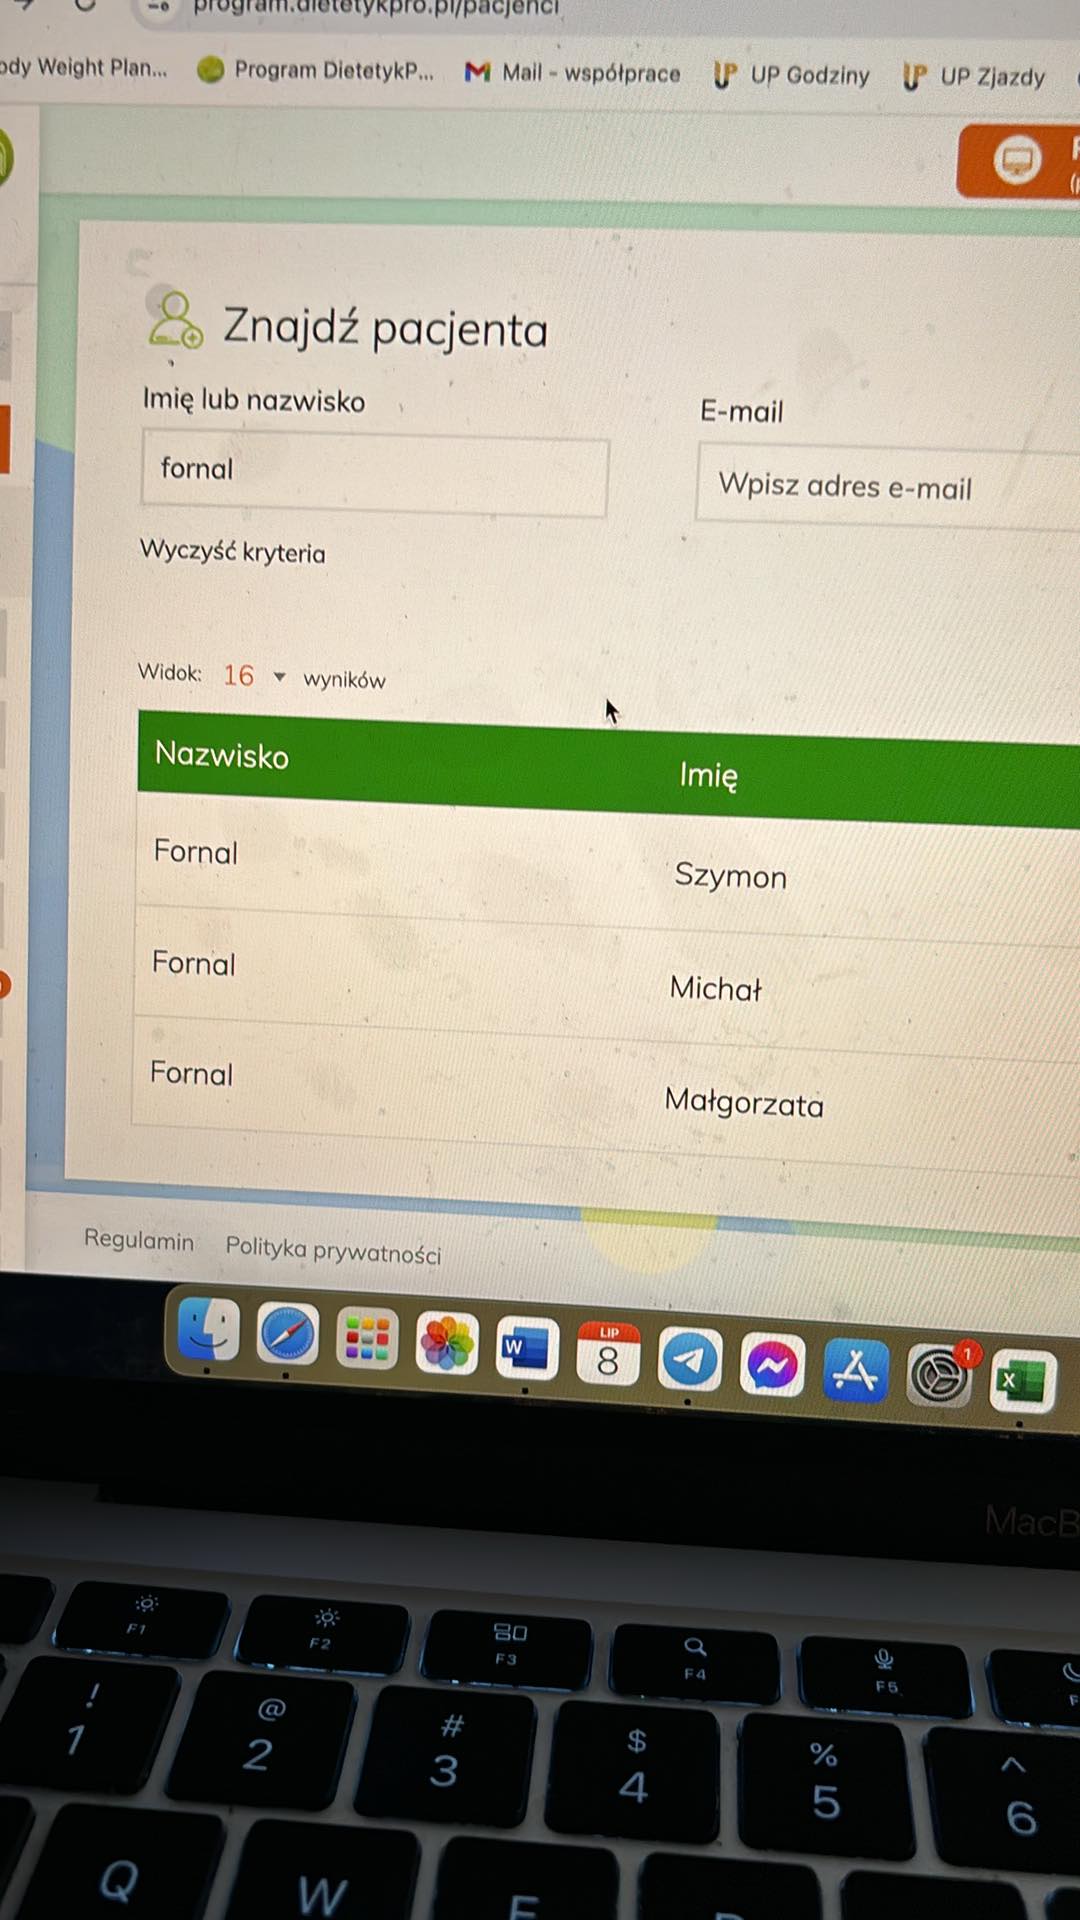 program.dietetykpro.pl/pacjenci
ody Weight Plan... Program DietetykP... Mail - współprace UP Godziny UP Zjazdy
Znajdź pacjenta
Imię lub nazwisko E-mail
fornal Wpisz adres e-mail
Wyczyść kryteria
Widok: 16 wyników
Nazwisko Imię
Fornal Szymon
Fornal Michał
Fornal Małgorzata
Regulamin Polityka prywatności
W LIP 8 1 X
MacB
F1 F2 F3 F4 F5 F
! @ # $ % ^
1 2 3 4 5 6
Q W E